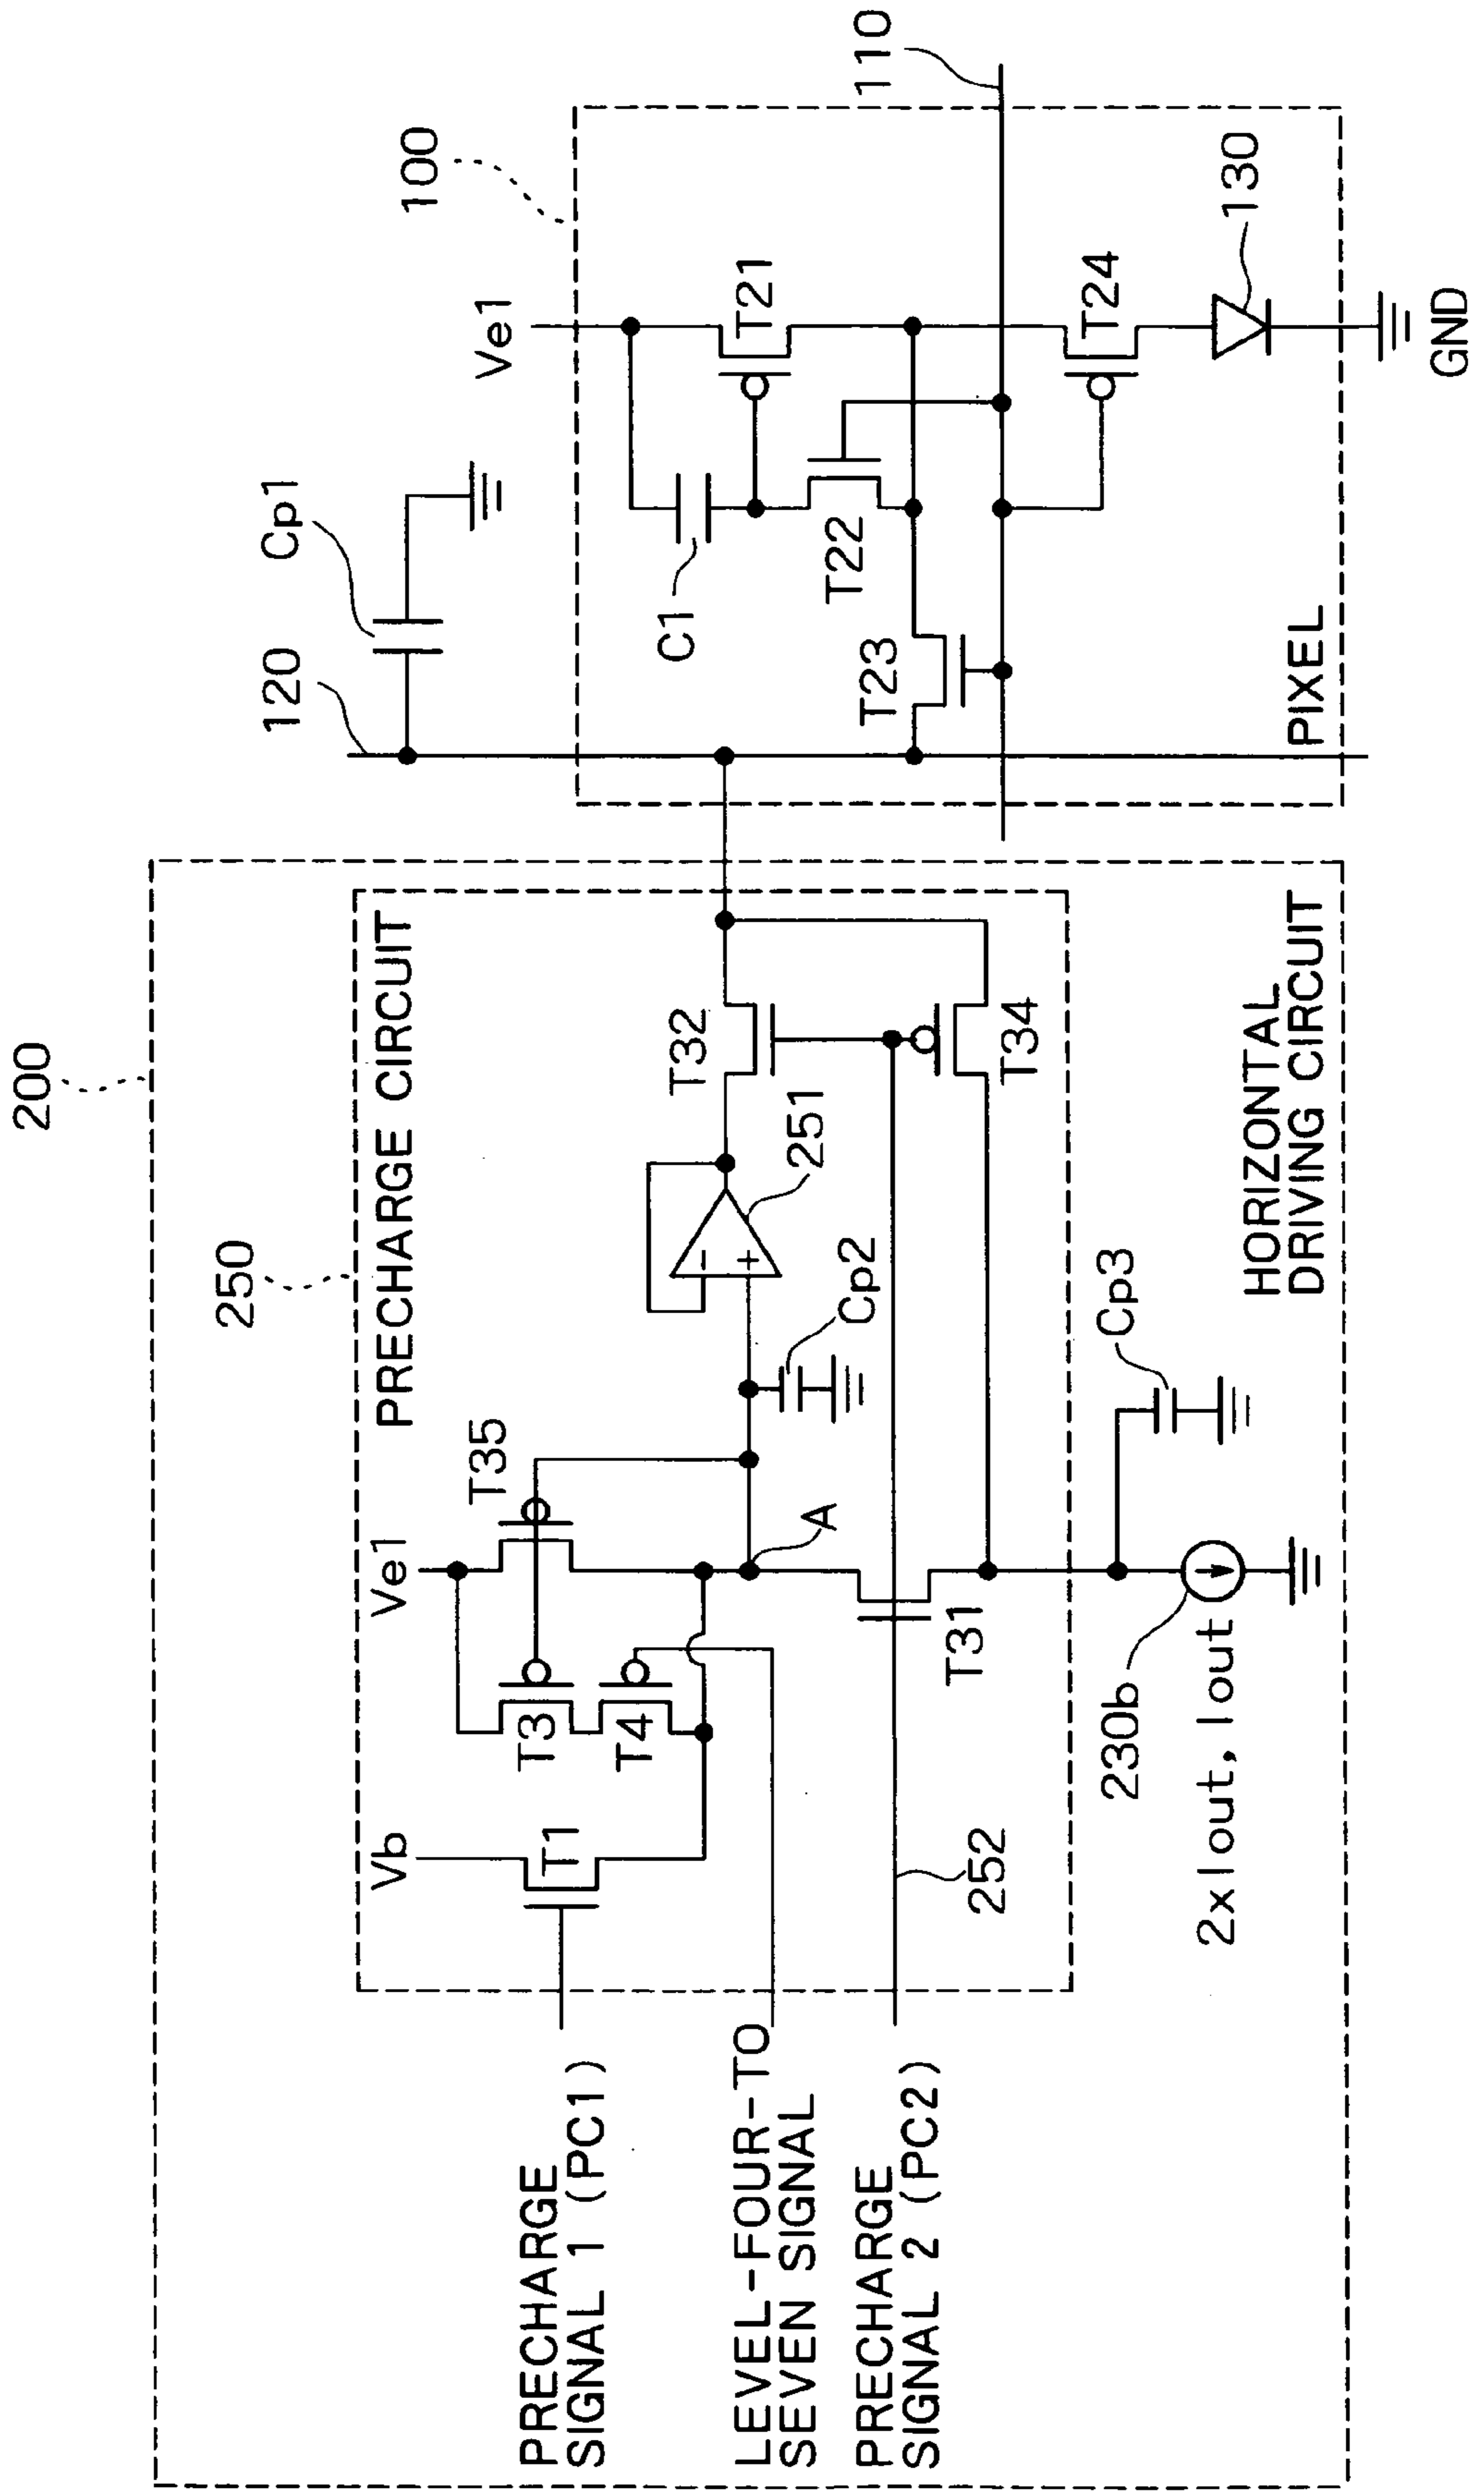 200
250
PRECHARGE CIRCUIT
120
Cp1
100
110
Vb
Ve1
T35
Ve1
PRECHARGE
SIGNAL 1 (PC1)
T1
T3
T4
A
251
-
+
Cp2
T32
C1
T21
T22
T23
LEVEL-FOUR-TO
SEVEN SIGNAL
PRECHARGE
SIGNAL 2 (PC2)
252
T31
T34
T24
130
230b
Cp3
2xIout, Iout
HORIZONTAL
DRIVING CIRCUIT
PIXEL
GND